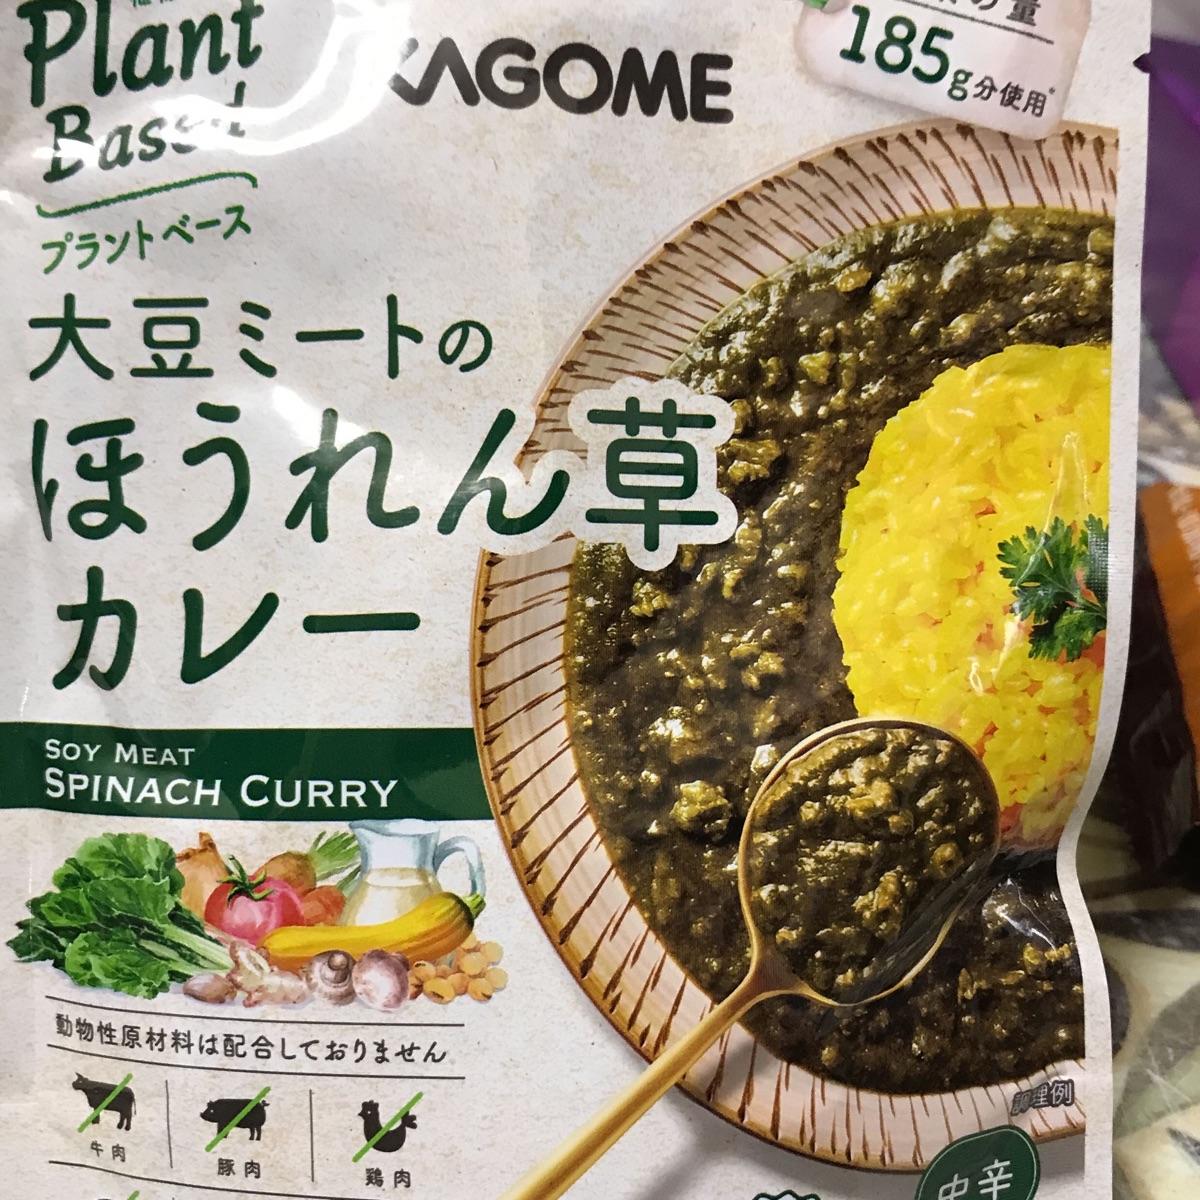 Plant
Based
プラントベース
KAGOME
の量
185g分使用*
大豆ミートの
ほうれん草
カレー
SOY MEAT
SPINACH CURRY
動物性原材料は配合しておりません
牛肉
豚肉
鶏肉
調理例
中辛